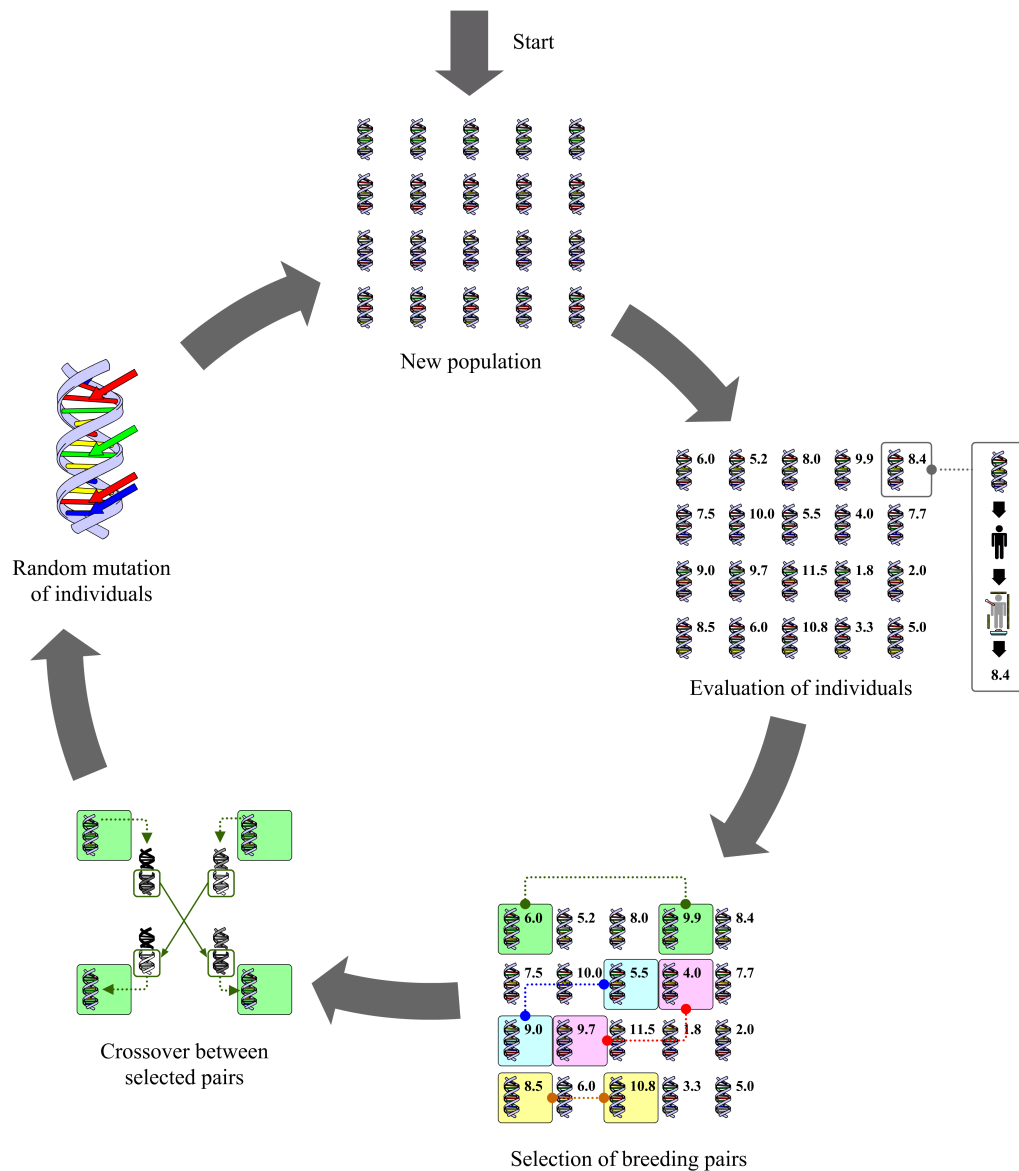 Start
New population
6.0 5.2 8.0 9.9 8.4
7.5 10.0 5.5 4.0 7.7
9.0 9.7 11.5 1.8 2.0
8.5 6.0 10.8 3.3 5.0
8.4
Evaluation of individuals
6.0 5.2 8.0 9.9 8.4
7.5 10.0 5.5 4.0 7.7
9.0 9.7 11.5 1.8 2.0
8.5 6.0 10.8 3.3 5.0
Selection of breeding pairs
Crossover between
selected pairs
Random mutation
of individuals